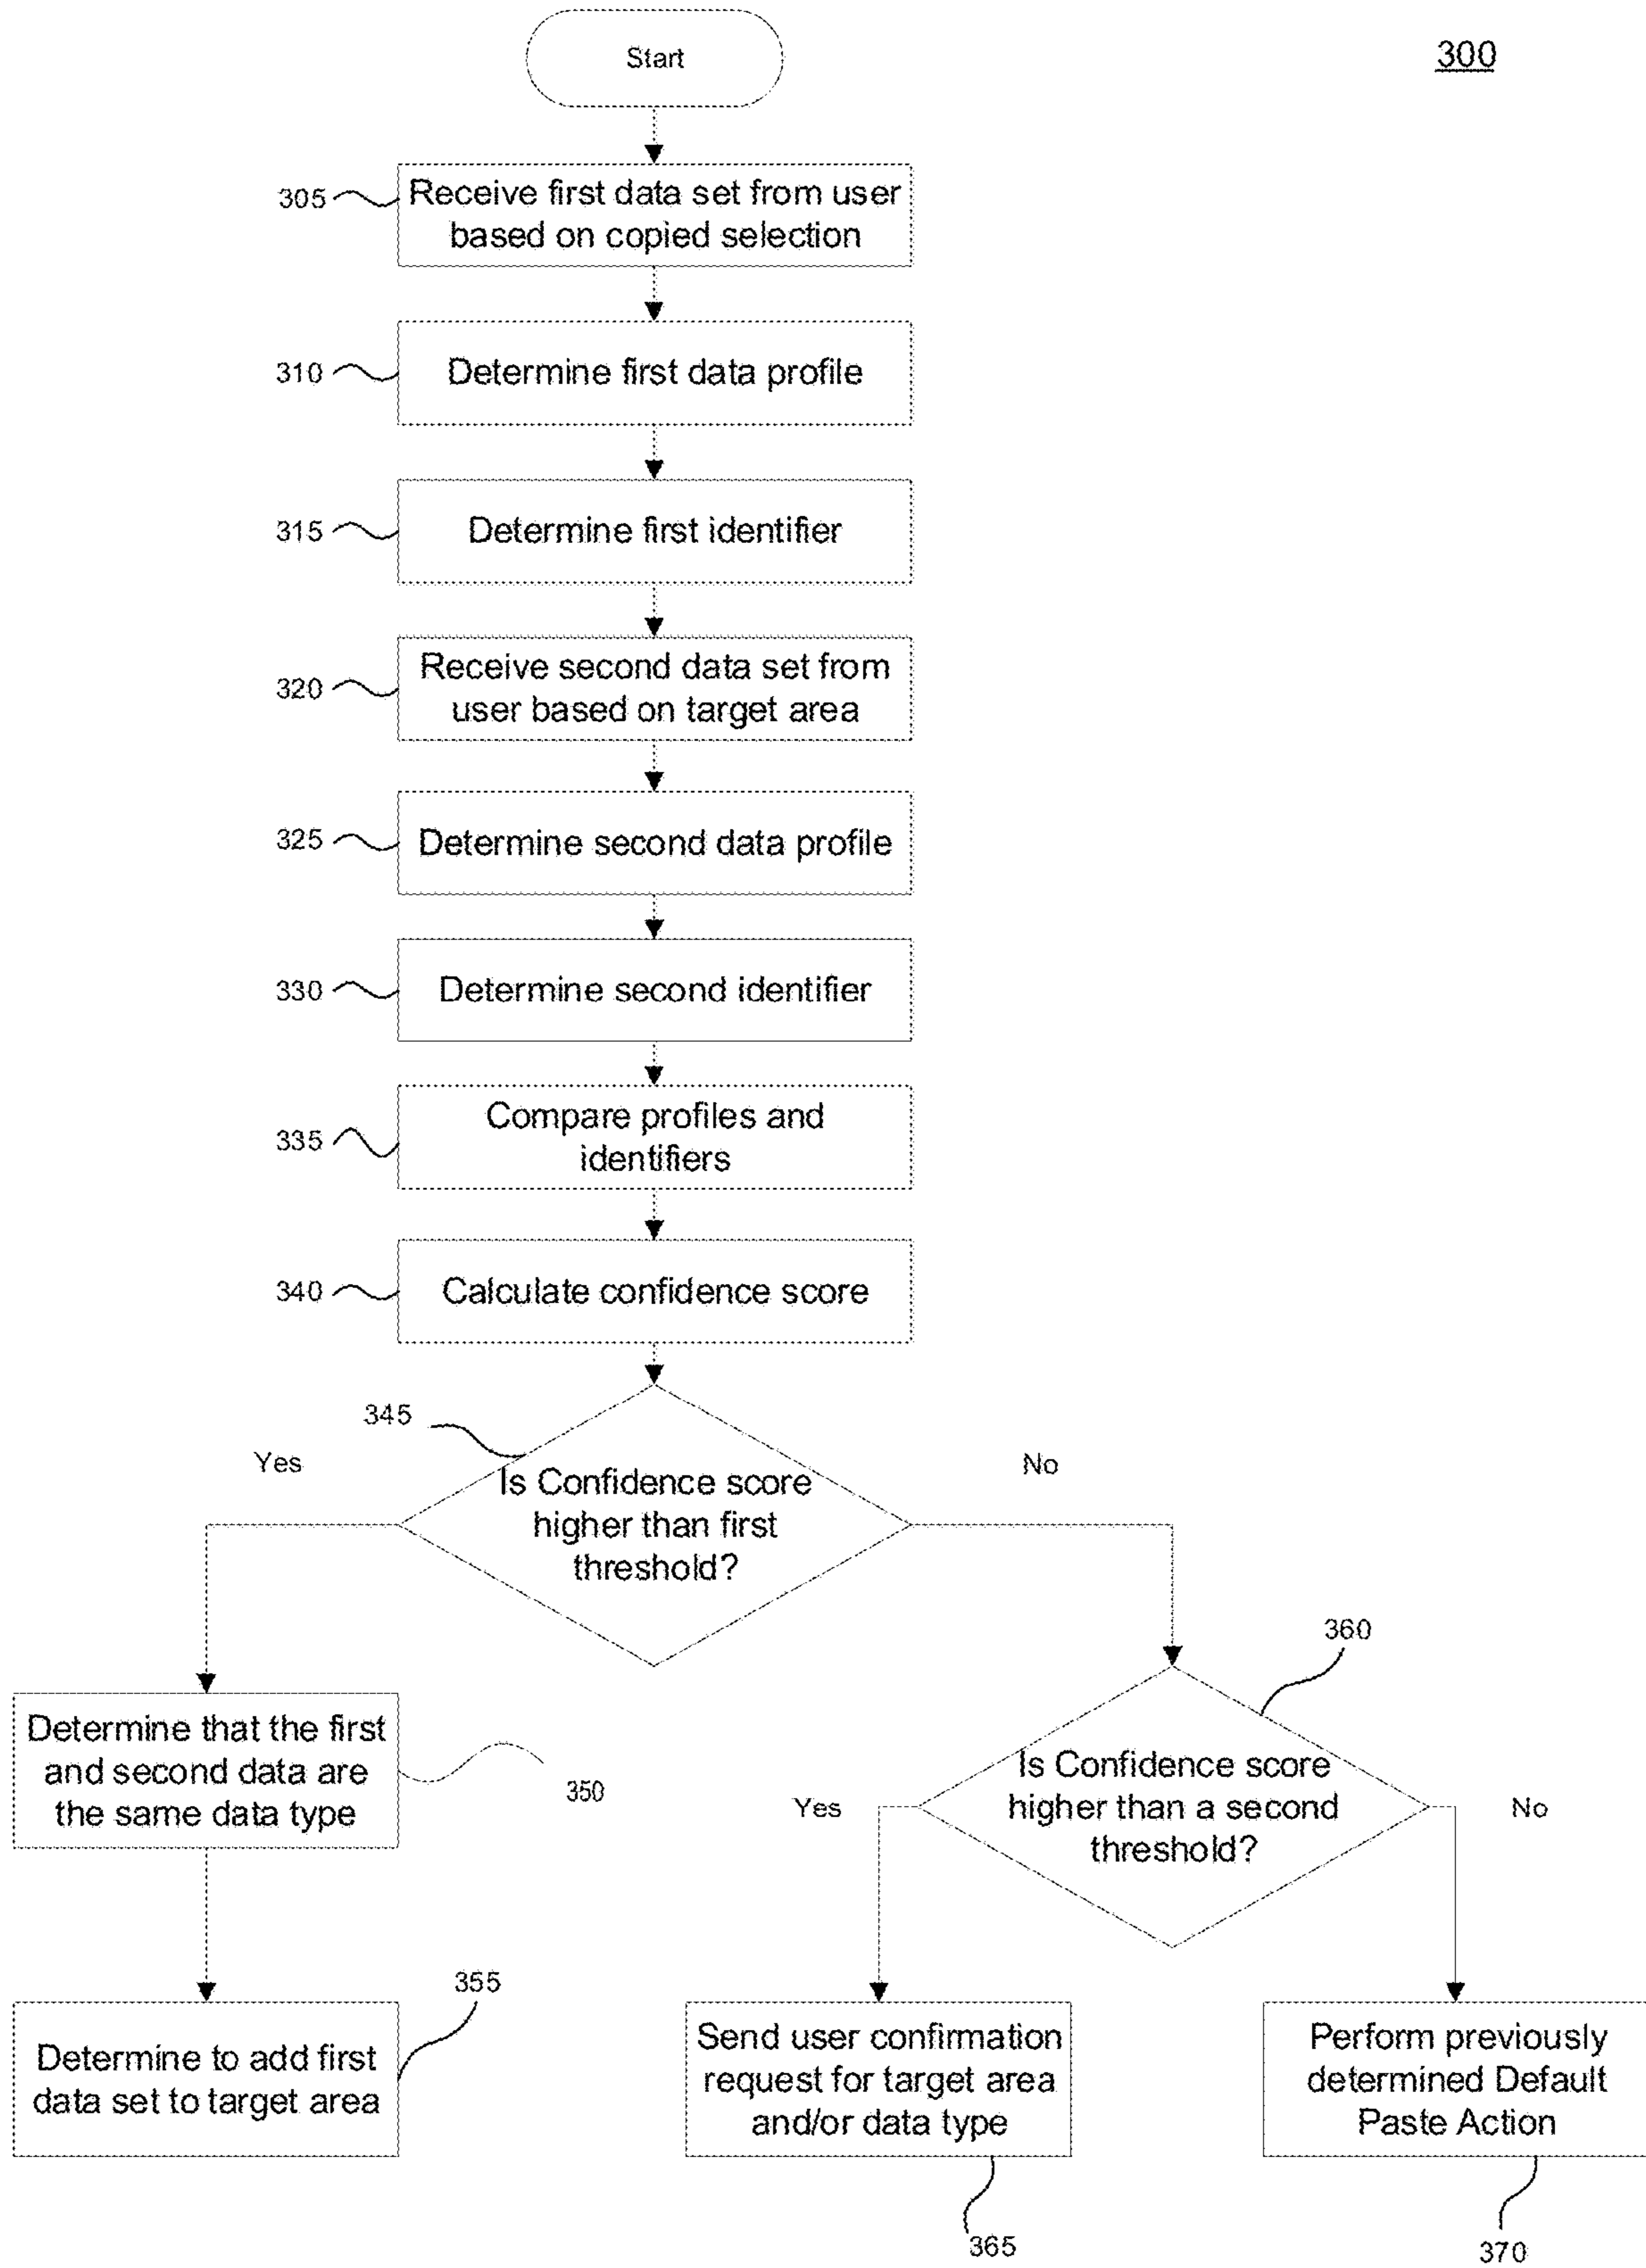 300
Start
305
Receive first data set from user
based on copied selection
310
Determine first data profile
315
Determine first identifier
320
Receive second data set from
user based on target area
325
Determine second data profile
330
Determine second identifier
335
Compare profiles and
identifiers
340
Calculate confidence score
345
Yes
No
Is Confidence score
higher than first
threshold?
360
Determine that the first
and second data are
the same data type
350
Yes
Is Confidence score
higher than a second
threshold?
No
355
Determine to add first
data set to target area
Send user confirmation
request for target area
and/or data type
Perform previously
determined Default
Paste Action
365
370